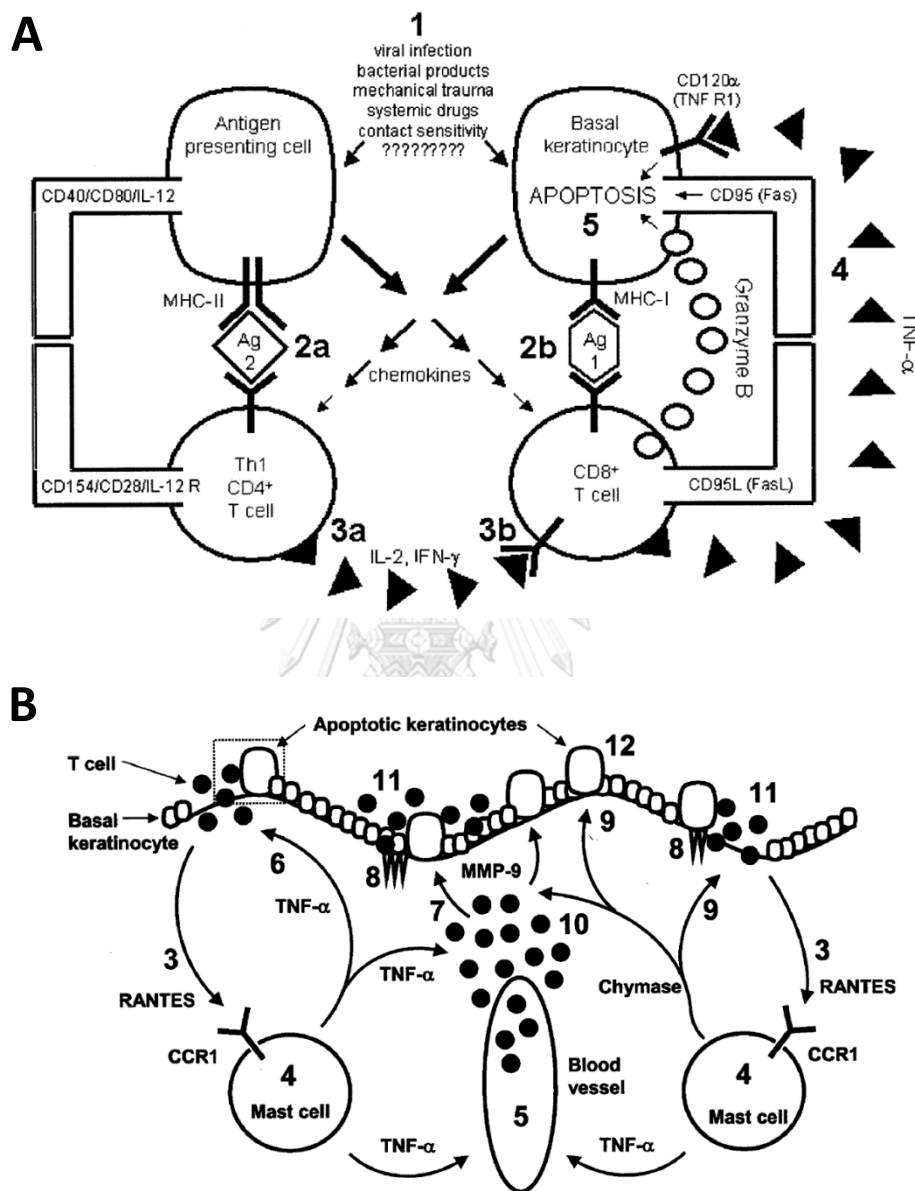 A
1
viral infection
bacterial products
mechanical trauma
systemic drugs
contact sensitivity
?????????
CD120α
(TNF R1)
Antigen
presenting cell
Basal
keratinocyte
CD40/CD80/IL-12
APOPTOSIS
CD95 (Fas)
5
4
MHC-II
MHC-I
Ag
2
2a
2b
Ag
1
Granzyme B
TNF-α
chemokines
Th1
CD4+
T cell
CD8+
T cell
CD154/CD28/IL-12 R
CD95L (FasL)
3a
3b
IL-2, IFN-γ
B
Apoptotic keratinocytes
12
T cell
11
11
Basal
keratinocyte
9
8
8
6
MMP-9
TNF-α
7
10
9
3
3
TNF-α
Chymase
RANTES
RANTES
CCR1
CCR1
4
Mast cell
Blood
vessel
5
4
Mast cell
TNF-α
TNF-α